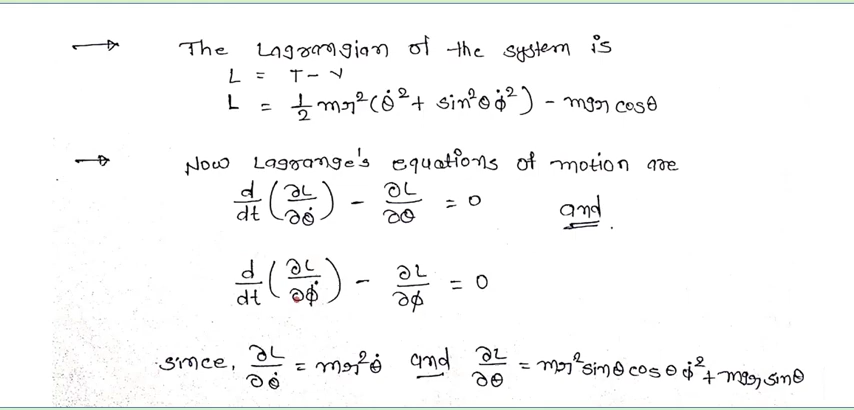 → The Lagrangian of the system is
L = T - V
L = 1/2 mr²(θ̇² + sin²θ φ̇²) - mgr cosθ
→ Now Lagrange's equations of motion are
d/dt (∂L/∂θ̇) - ∂L/∂θ = 0 and
d/dt (∂L/∂φ̇) - ∂L/∂φ = 0
since, ∂L/∂θ̇ = mr²θ̇ and ∂L/∂θ = mr² sinθ cosθ φ̇² + mgr sinθ